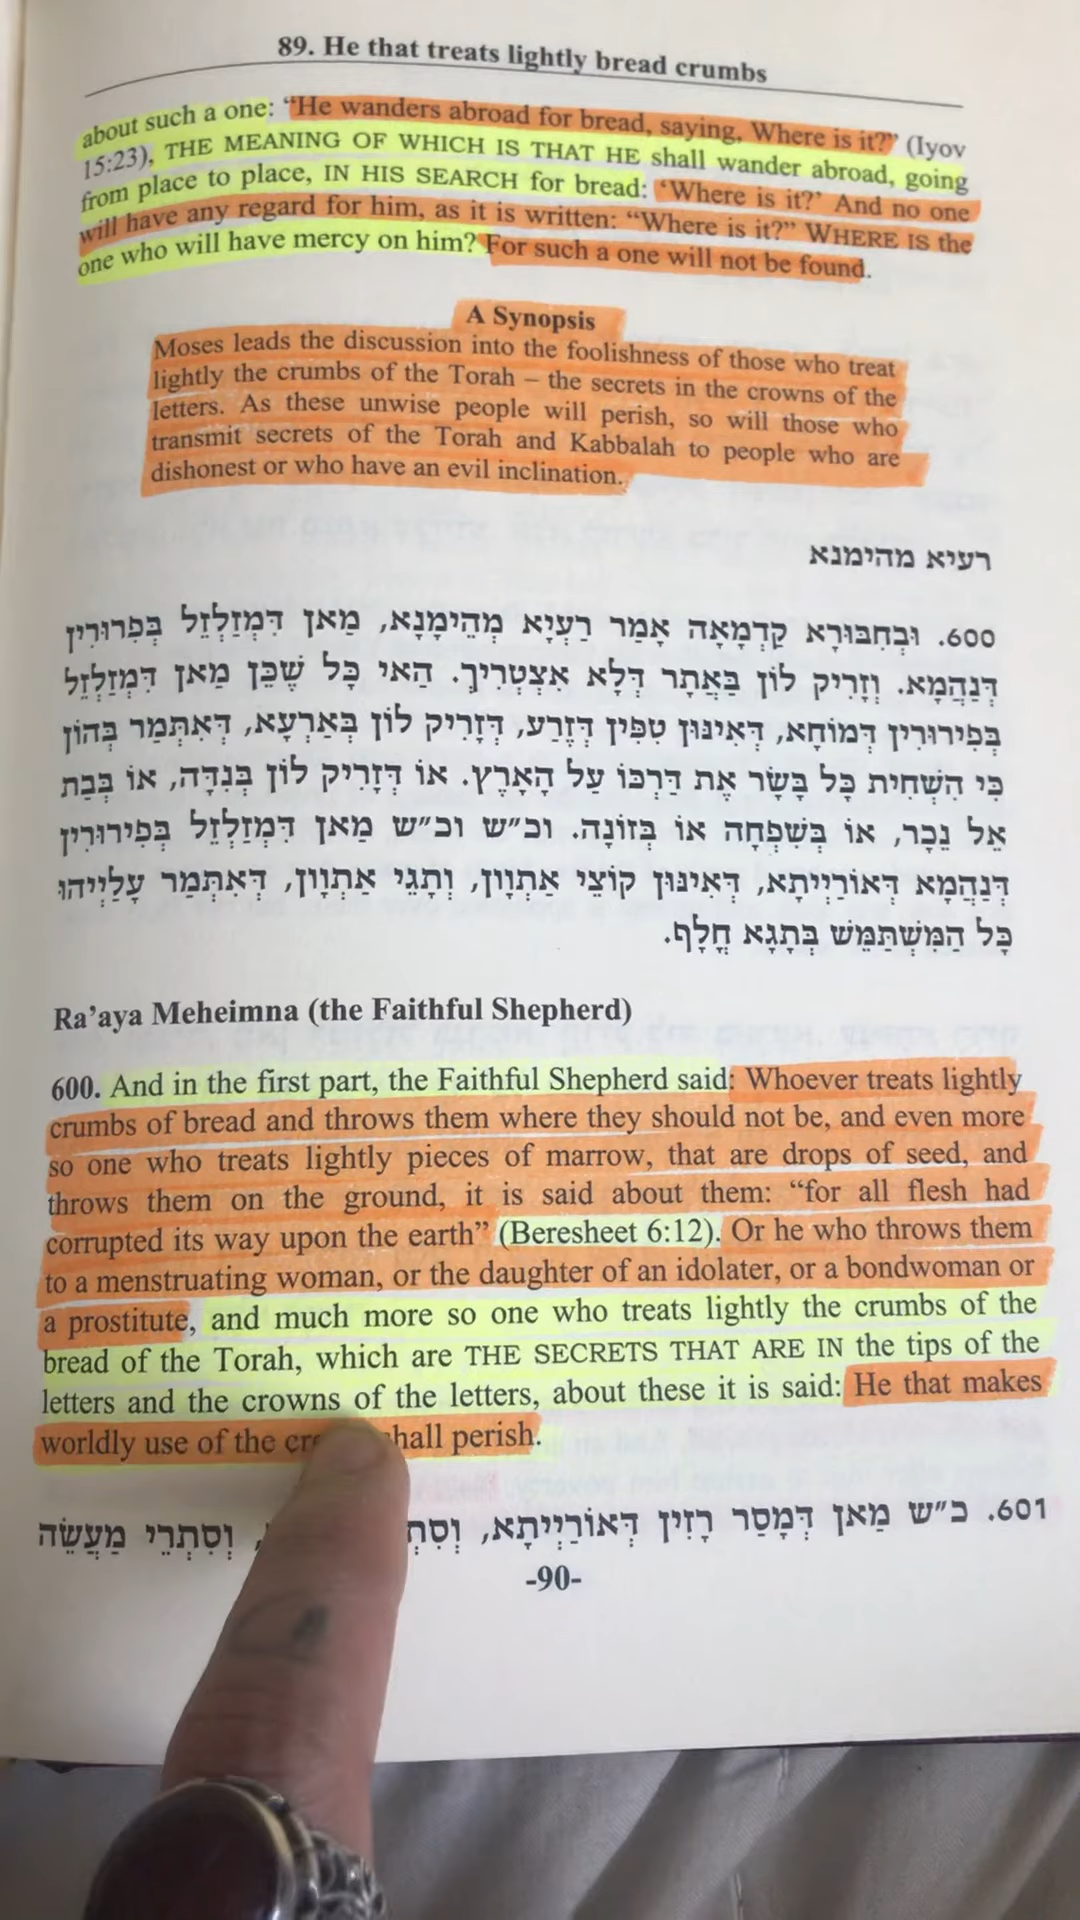 89. He that treats lightly bread crumbs
about such a one: “He wanders abroad for bread, saying, Where is it?” (Iyov
15:23), THE MEANING OF WHICH IS THAT HE shall wander abroad, going
from place to place, IN HIS SEARCH for bread: ‘Where is it?’ And no one
will have any regard for him, as it is written: “Where is it?” WHERE IS the
one who will have mercy on him? For such a one will not be found.
A Synopsis
Moses leads the discussion into the foolishness of those who treat
lightly the crumbs of the Torah – the secrets in the crowns of the
letters. As these unwise people will perish, so will those who
transmit secrets of the Torah and Kabbalah to people who are
dishonest or who have an evil inclination.
רעיא מהימנא
600. וּבְחִבּוּרָא קַדְמָאָה אָמַר רַעְיָא מְהֵימָנָא, מַאן דִּמְזַלְזֵל בְּפִרוּרִין
דְּנַהֲמָא. וְזָרִיק לוֹן בַּאֲתָר דְּלָא אִצְטְרִיךְ. הַאי כָּל שֶׁכֵּן מַאן דִּמְזַלְזֵל
בְּפִירוּרִין דְּמוֹחָא, דְּאִינּוּן טִפִּין דְּזֶרַע, דְּזָרִיק לוֹן בְּאַרְעָא, דְּאִתְּמַר בְּהוֹן
כִּי הִשְׁחִית כָּל בָּשָׂר אֶת דַּרְכּוֹ עַל הָאָרֶץ. אוֹ דְּזָרִיק לוֹן בְּנִדָּה, אוֹ בְּבַת
אֵל נֵכָר, אוֹ בְּשִׁפְחָה אוֹ בְּזוֹנָה. וכ״ש וכ״ש מַאן דִּמְזַלְזֵל בְּפִירוּרִין
דְּנַהֲמָא דְּאוֹרַיְיתָא, דְּאִינּוּן קוֹצֵי אַתְוָון, וְתָגֵי אַתְוָון, דְּאִתְּמַר עָלַיְיהוּ
כָּל הַמִּשְׁתַּמֵּשׁ בְּתָגָא חֲלָף.
Ra’aya Meheimna (the Faithful Shepherd)
600. And in the first part, the Faithful Shepherd said: Whoever treats lightly
crumbs of bread and throws them where they should not be, and even more
so one who treats lightly pieces of marrow, that are drops of seed, and
throws them on the ground, it is said about them: “for all flesh had
corrupted its way upon the earth” (Beresheet 6:12). Or he who throws them
to a menstruating woman, or the daughter of an idolater, or a bondwoman or
a prostitute, and much more so one who treats lightly the crumbs of the
bread of the Torah, which are THE SECRETS THAT ARE IN the tips of the
letters and the crowns of the letters, about these it is said: He that makes
worldly use of the shall perish.
601. כ״ש מַאן דְּמָסַר רָזִין דְּאוֹרַיְיתָא, וְסִתְרֵי מַעֲשֵׂה
-90-